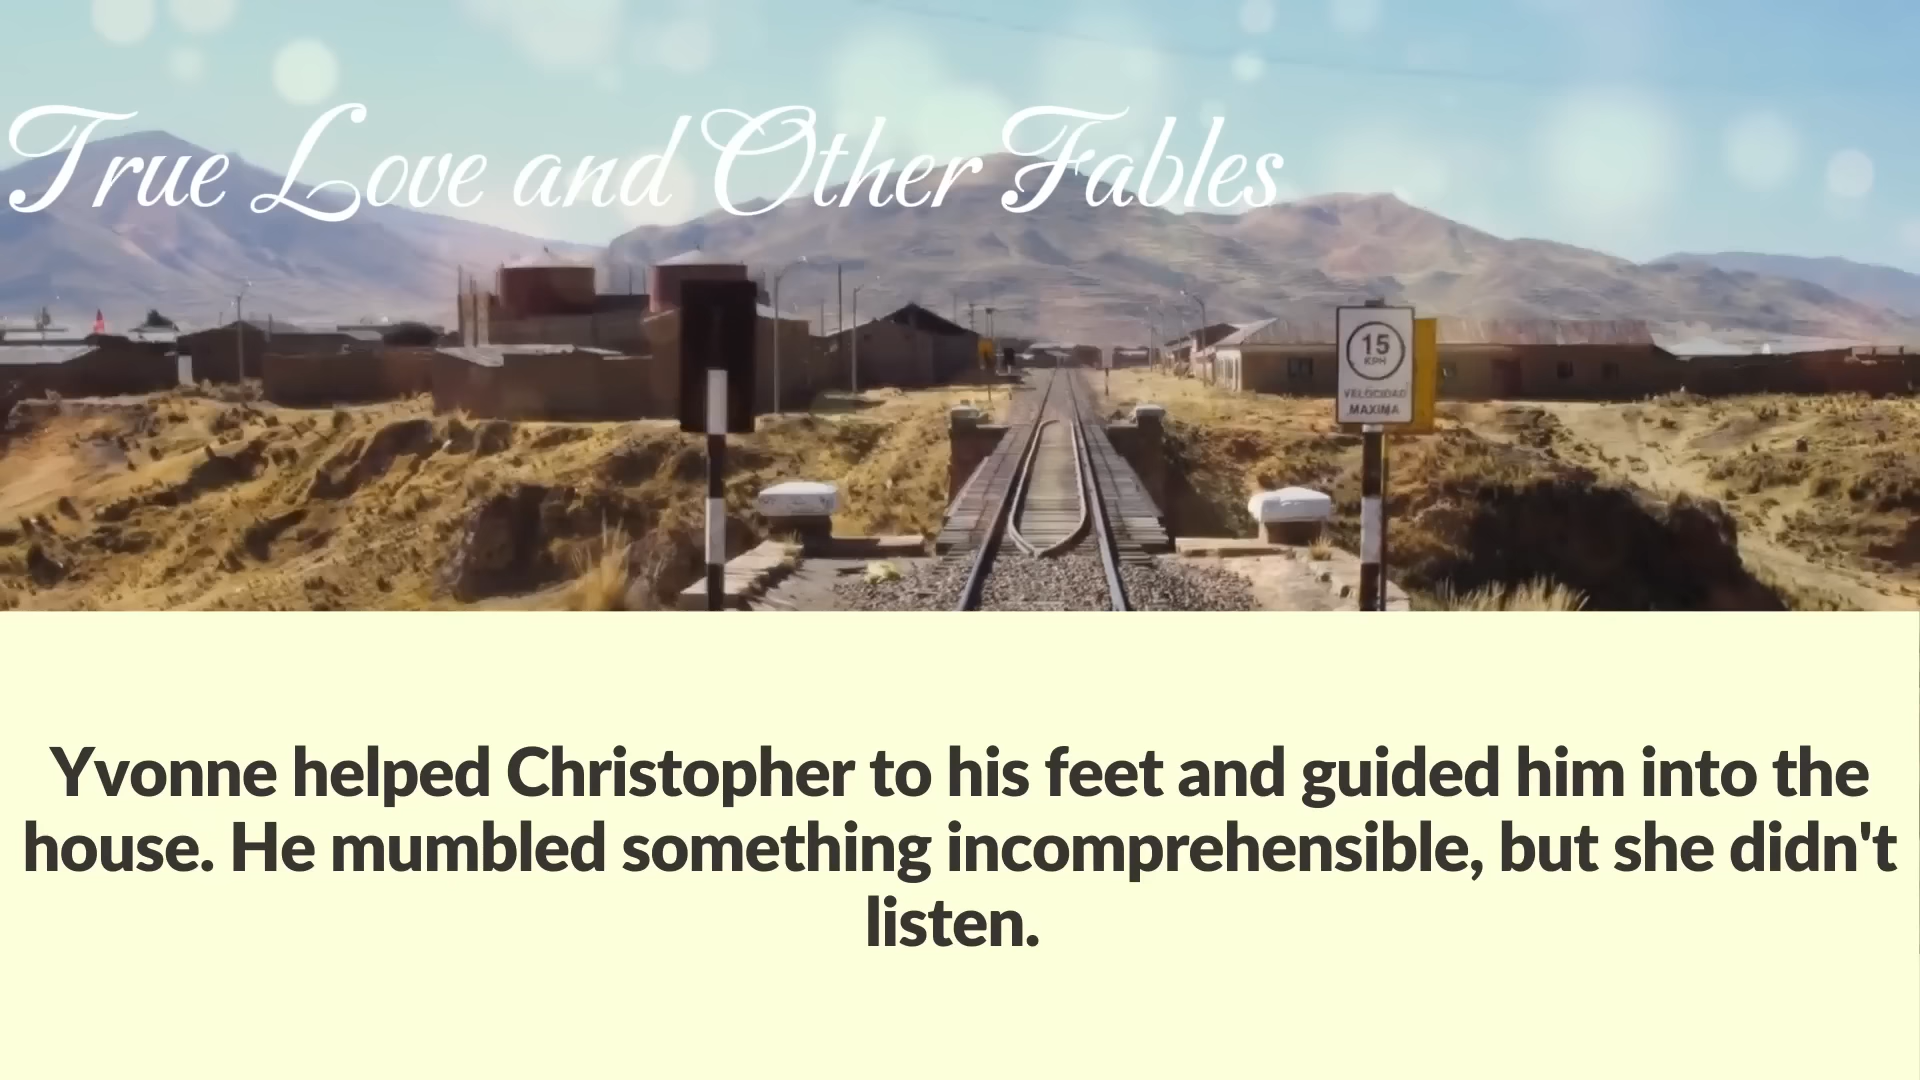 True Love and Other Fables
15
KPH
VELOCIDAD
MAXIMA
Yvonne helped Christopher to his feet and guided him into the
house. He mumbled something incomprehensible, but she didn't
listen.